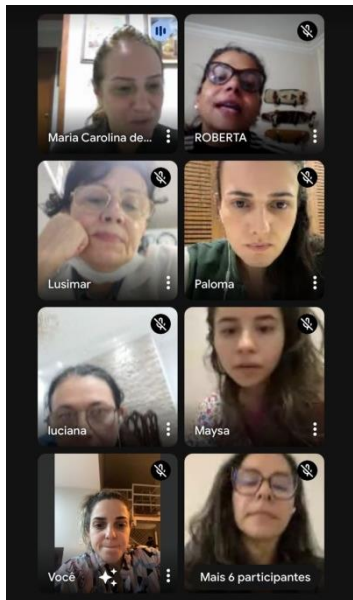 Maria Carolina de...
ROBERTA
Lusimar
Paloma
luciana
Maysa
Você
Mais 6 participantes